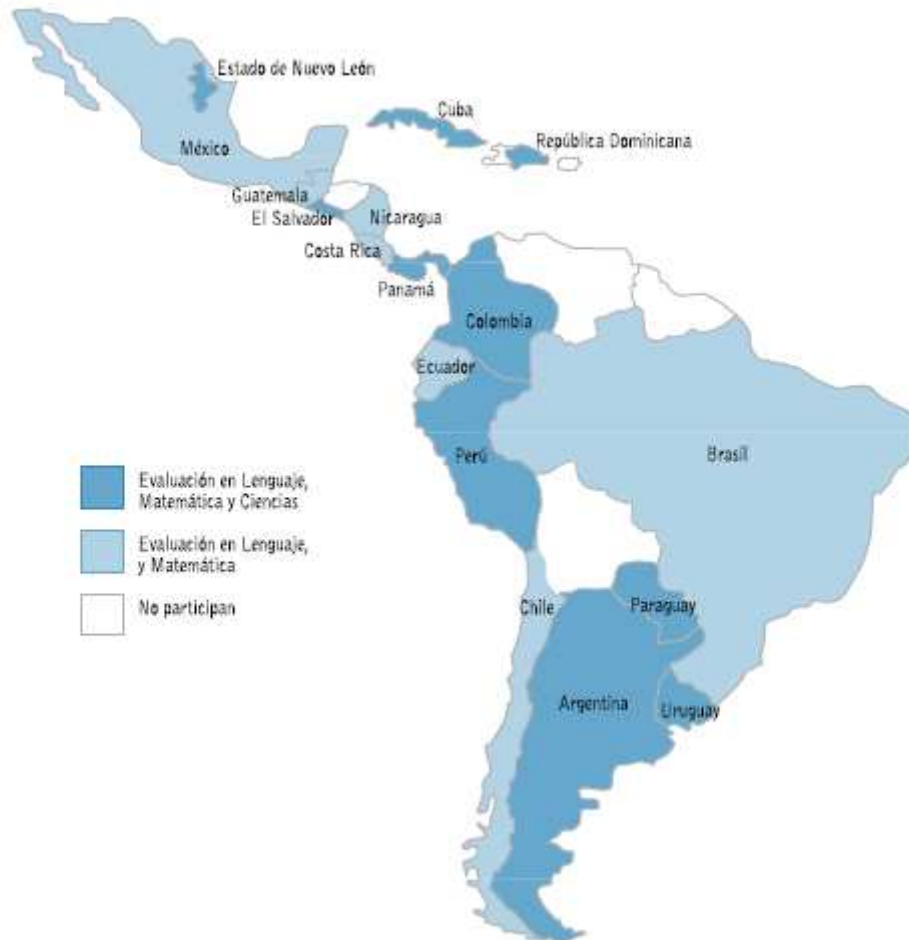 Estado de Nuevo León
Cuba
República Dominicana
México
Guatemala
El Salvador
Nicaragua
Costa Rica
Panamá
Colombia
Ecuador
Perú
Brasil
Evaluación en Lenguaje,
Matemática y Ciencias
Evaluación en Lenguaje,
y Matemática
No participan
Chile
Paraguay
Argentina
Uruguay